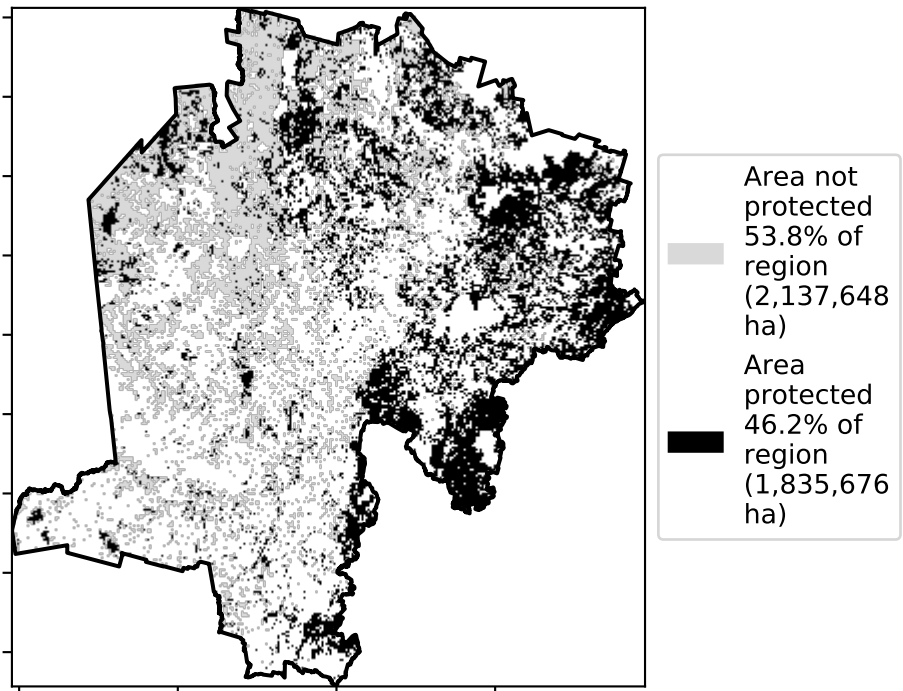 Area not
protected
53.8% of
region
(2,137,648
ha)
Area
protected
46.2% of
region
(1,835,676
ha)